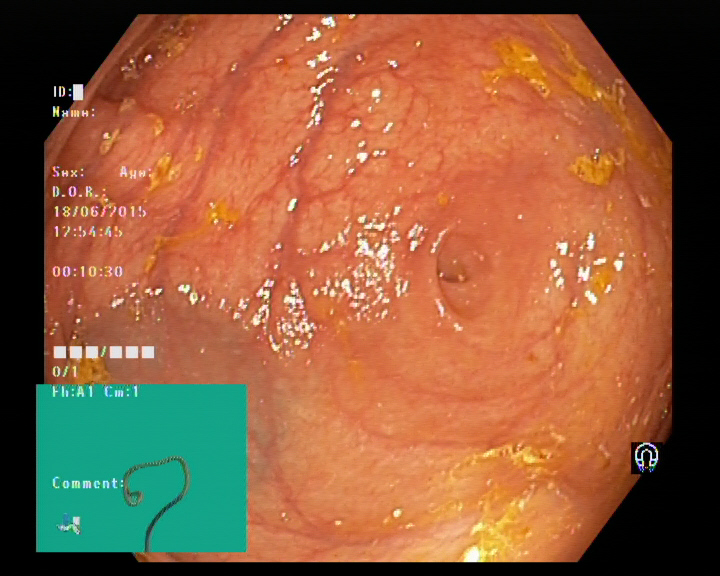 ID:
Name:
Sex: Age:
D.O.B.:
18/06/2015
12:54:45
00:10:30
/
0/1
Eh:A1 Cm:1
Comment: